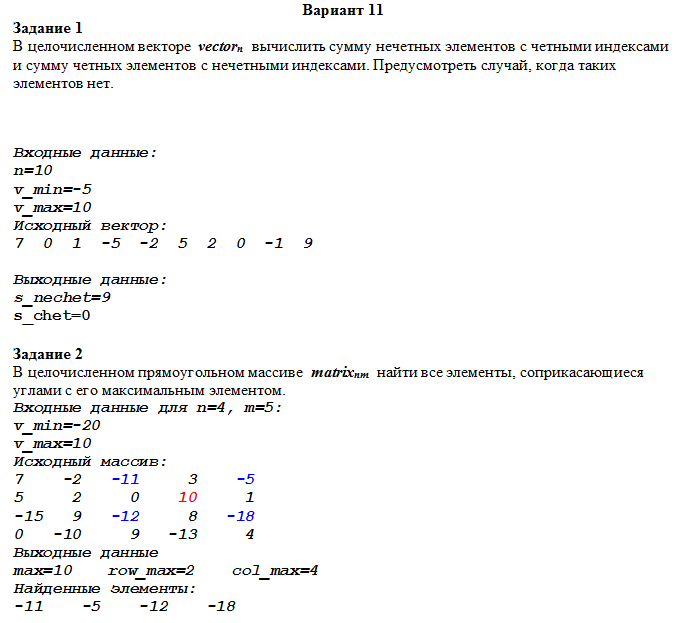 Вариант 11
Задание 1
В целочисленном векторе vectorₙ вычислить сумму нечетных элементов с четными индексами
и сумму четных элементов с нечетными индексами. Предусмотреть случай, когда таких
элементов нет.
Входные данные:
n=10
v_min=-5
v_max=10
Исходный вектор:
7 0 1 -5 -2 5 2 0 -1 9
Выходные данные:
s_nechet=9
s_chet=0
Задание 2
В целочисленном прямоугольном массиве matrixₙₘ найти все элементы, соприкасающиеся
углами с его максимальным элементом.
Входные данные для n=4, m=5:
v_min=-20
v_max=10
Исходный массив:
7 -2 -11 3 -5
5 2 0 10 1
-15 9 -12 8 -18
0 -10 9 -13 4
Выходные данные
max=10 row_max=2 col_max=4
Найденные элементы:
-11 -5 -12 -18